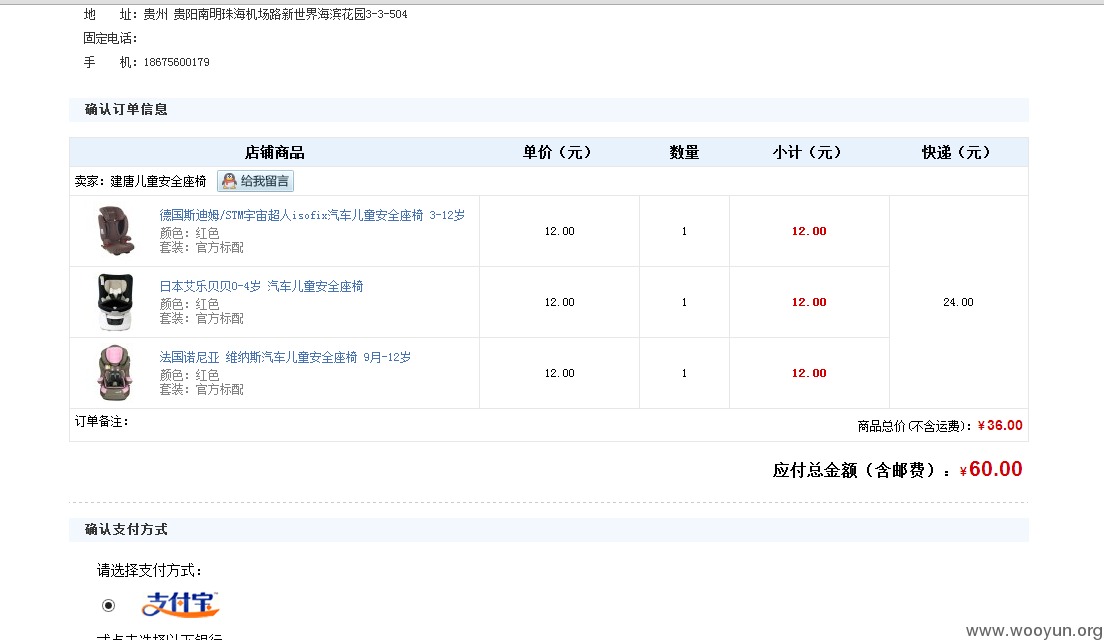 地　　址：贵州 贵阳南明珠海机场路新世界海滨花园3-3-504
固定电话：
手　　机：18675600179
确认订单信息
店铺商品 单价（元） 数量 小计（元） 快递（元）
卖家：建唐儿童安全座椅 给我留言
德国斯迪姆/STM宇宙超人isofix汽车儿童安全座椅 3-12岁
颜色：红色
套装：官方标配
12.00 1 12.00
日本艾乐贝贝0-4岁 汽车儿童安全座椅
颜色：红色
套装：官方标配
12.00 1 12.00 24.00
法国诺尼亚 维纳斯汽车儿童安全座椅 9月-12岁
颜色：红色
套装：官方标配
12.00 1 12.00
订单备注：
商品总价(不含运费)：¥36.00
应付总金额（含邮费）：¥60.00
确认支付方式
请选择支付方式：
支付宝
或点击选择以下银行
www.wooyun.org